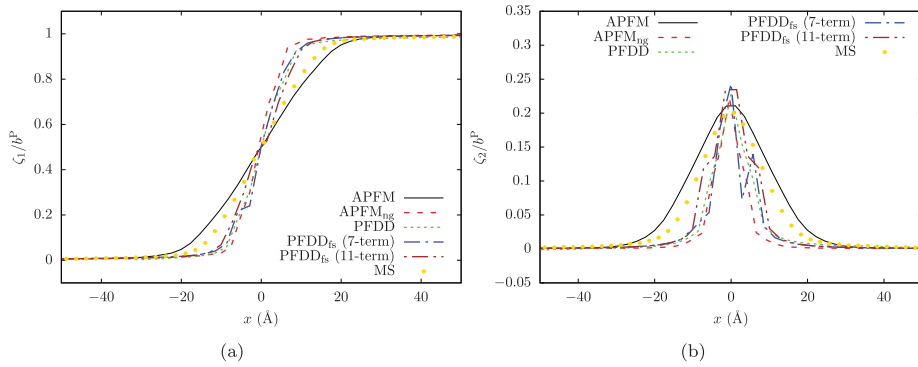 1
0.8
0.6
0.4
0.2
0
ζ₁/bᴾ
−40
−20
0
20
40
x (Å)
APFM
APFMng
PFDD
PFDDfs (7-term)
PFDDfs (11-term)
MS
(a)
0.35
0.3
0.25
0.2
0.15
0.1
0.05
0
−0.05
ζ₂/bᴾ
−40
−20
0
20
40
x (Å)
APFM
APFMng
PFDD
PFDDfs (7-term)
PFDDfs (11-term)
MS
(b)